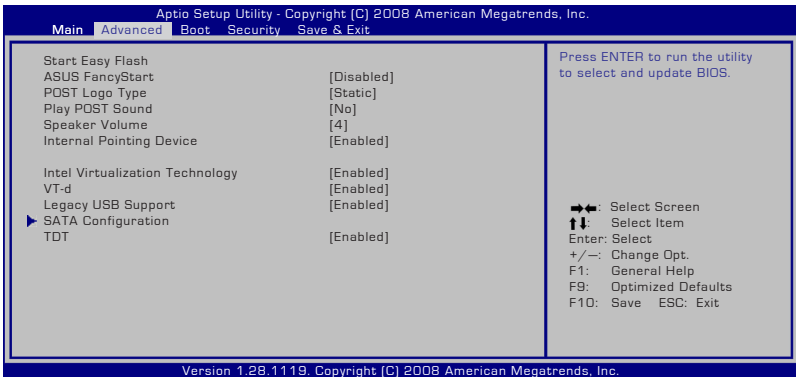 Aptio Setup Utility - Copyright (C) 2008 American Megatrends, Inc.
Main Advanced Boot Security Save & Exit
Start Easy Flash
ASUS FancyStart [Disabled]
POST Logo Type [Static]
Play POST Sound [No]
Speaker Volume [4]
Internal Pointing Device [Enabled]
Intel Virtualization Technology [Enabled]
VT-d [Enabled]
Legacy USB Support [Enabled]
SATA Configuration
TDT [Enabled]
Press ENTER to run the utility
to select and update BIOS.
→←: Select Screen
↑↓: Select Item
Enter: Select
+/—: Change Opt.
F1: General Help
F9: Optimized Defaults
F10: Save ESC: Exit
Version 1.28.1119. Copyright (C) 2008 American Megatrends, Inc.